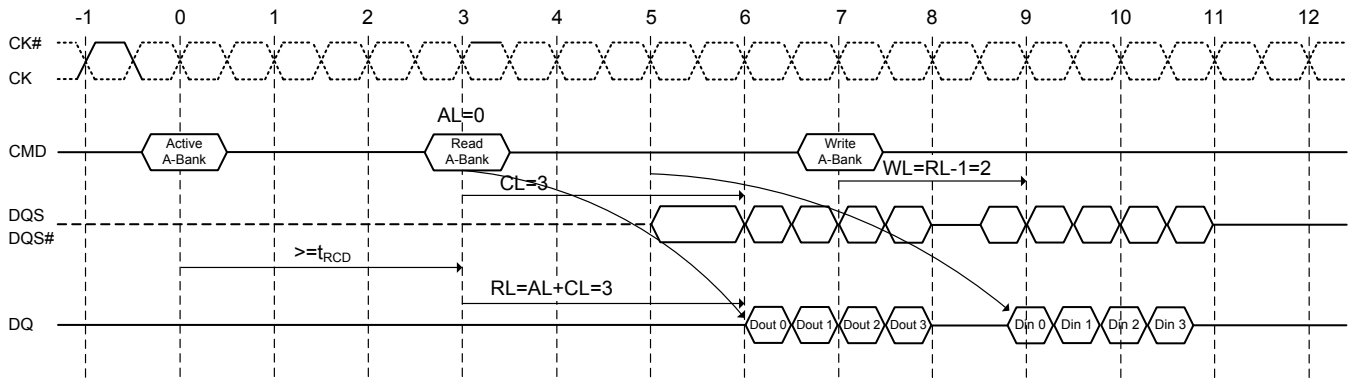 -1 0 1 2 3 4 5 6 7 8 9 10 11 12
CK#
CK
AL=0
CMD
Active
A-Bank
Read
A-Bank
Write
A-Bank
WL=RL-1=2
CL=3
DQS
DQS#
>=tRCD
RL=AL+CL=3
DQ
Dout 0 Dout 1 Dout 2 Dout 3 Din 0 Din 1 Din 2 Din 3